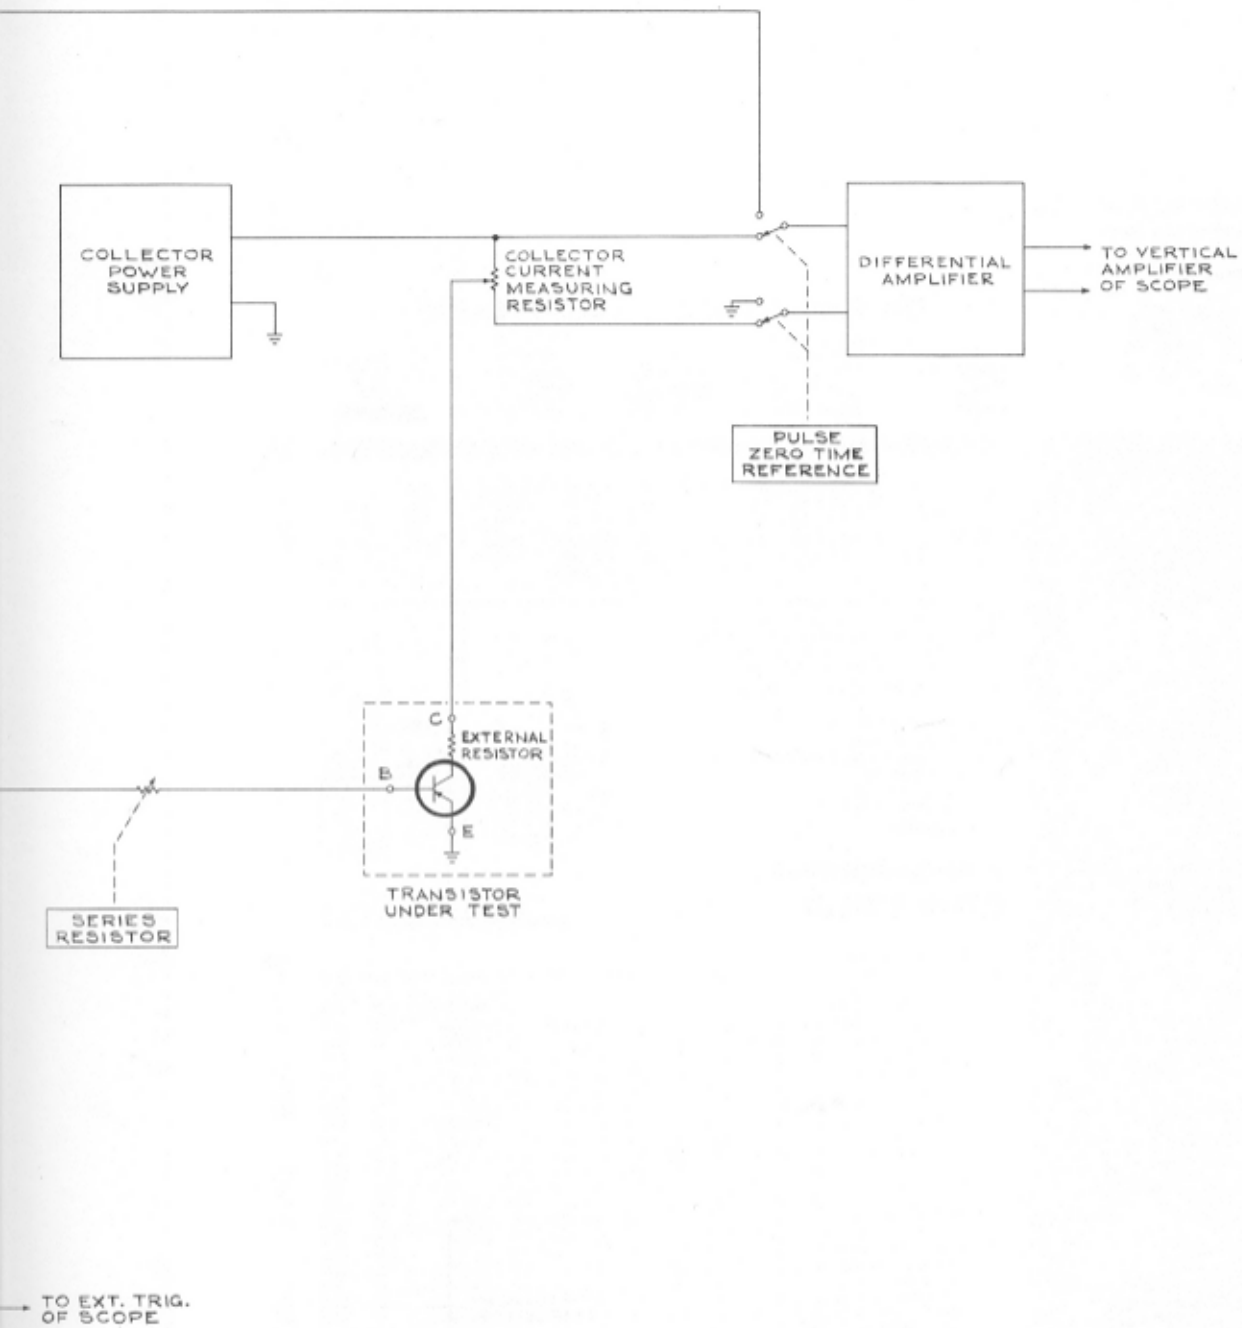 COLLECTOR
POWER
SUPPLY
COLLECTOR
CURRENT
MEASURING
RESISTOR
DIFFERENTIAL
AMPLIFIER
TO VERTICAL
AMPLIFIER
OF SCOPE
PULSE
ZERO TIME
REFERENCE
C
EXTERNAL
RESISTOR
B
E
TRANSISTOR
UNDER TEST
SERIES
RESISTOR
TO EXT. TRIG.
OF SCOPE